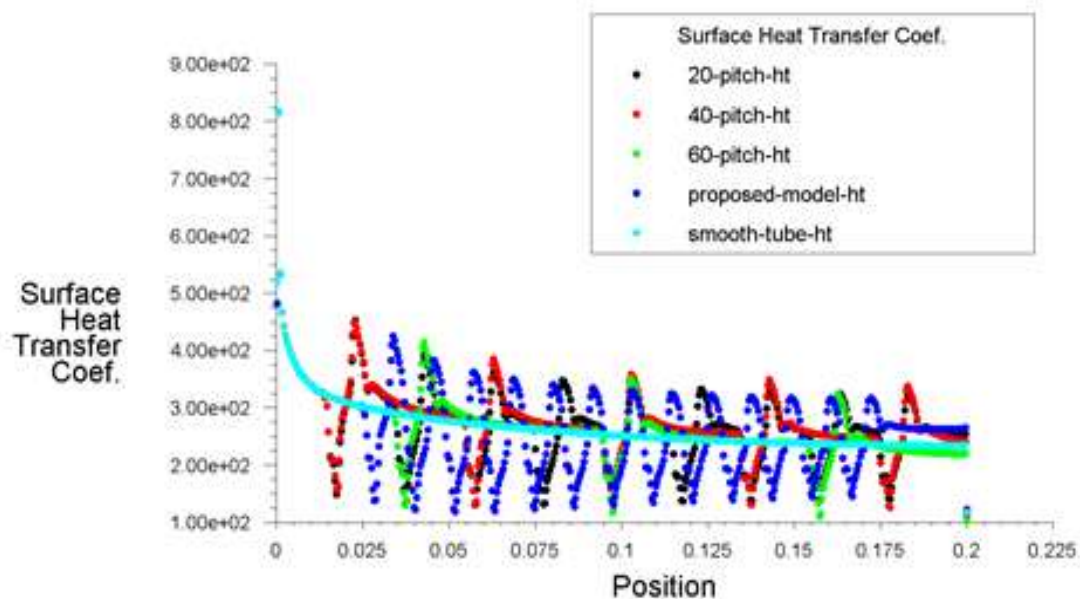 Surface Heat Transfer Coef.
20-pitch-ht
40-pitch-ht
60-pitch-ht
proposed-model-ht
smooth-tube-ht
9.00e+02
8.00e+02
7.00e+02
6.00e+02
5.00e+02
4.00e+02
3.00e+02
2.00e+02
1.00e+02
Surface
Heat
Transfer
Coef.
0 0.025 0.05 0.075 0.1 0.125 0.15 0.175 0.2 0.225
Position